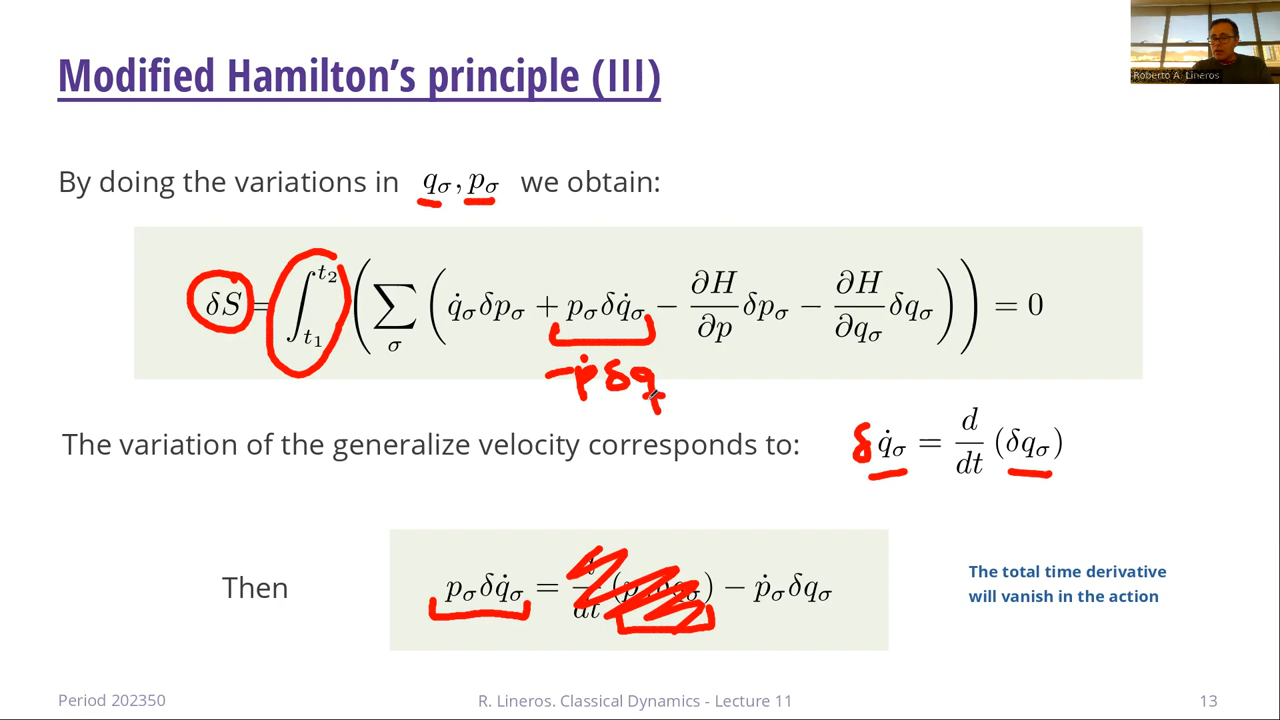 Roberto A. Lineros
Modified Hamilton's principle (III)
By doing the variations in q_σ, p_σ we obtain:
δS = ∫_{t_1}^{t_2} ( ∑_σ ( q̇_σ δp_σ + p_σ δq̇_σ − ∂H/∂p δp_σ − ∂H/∂q_σ δq_σ ) ) = 0
−ṗ δq
The variation of the generalize velocity corresponds to: δ q̇_σ = d/dt (δq_σ)
Then p_σ δq̇_σ = d/dt (p_σ δq_σ) − ṗ_σ δq_σ
The total time derivative
will vanish in the action
Period 202350 R. Lineros. Classical Dynamics - Lecture 11 13